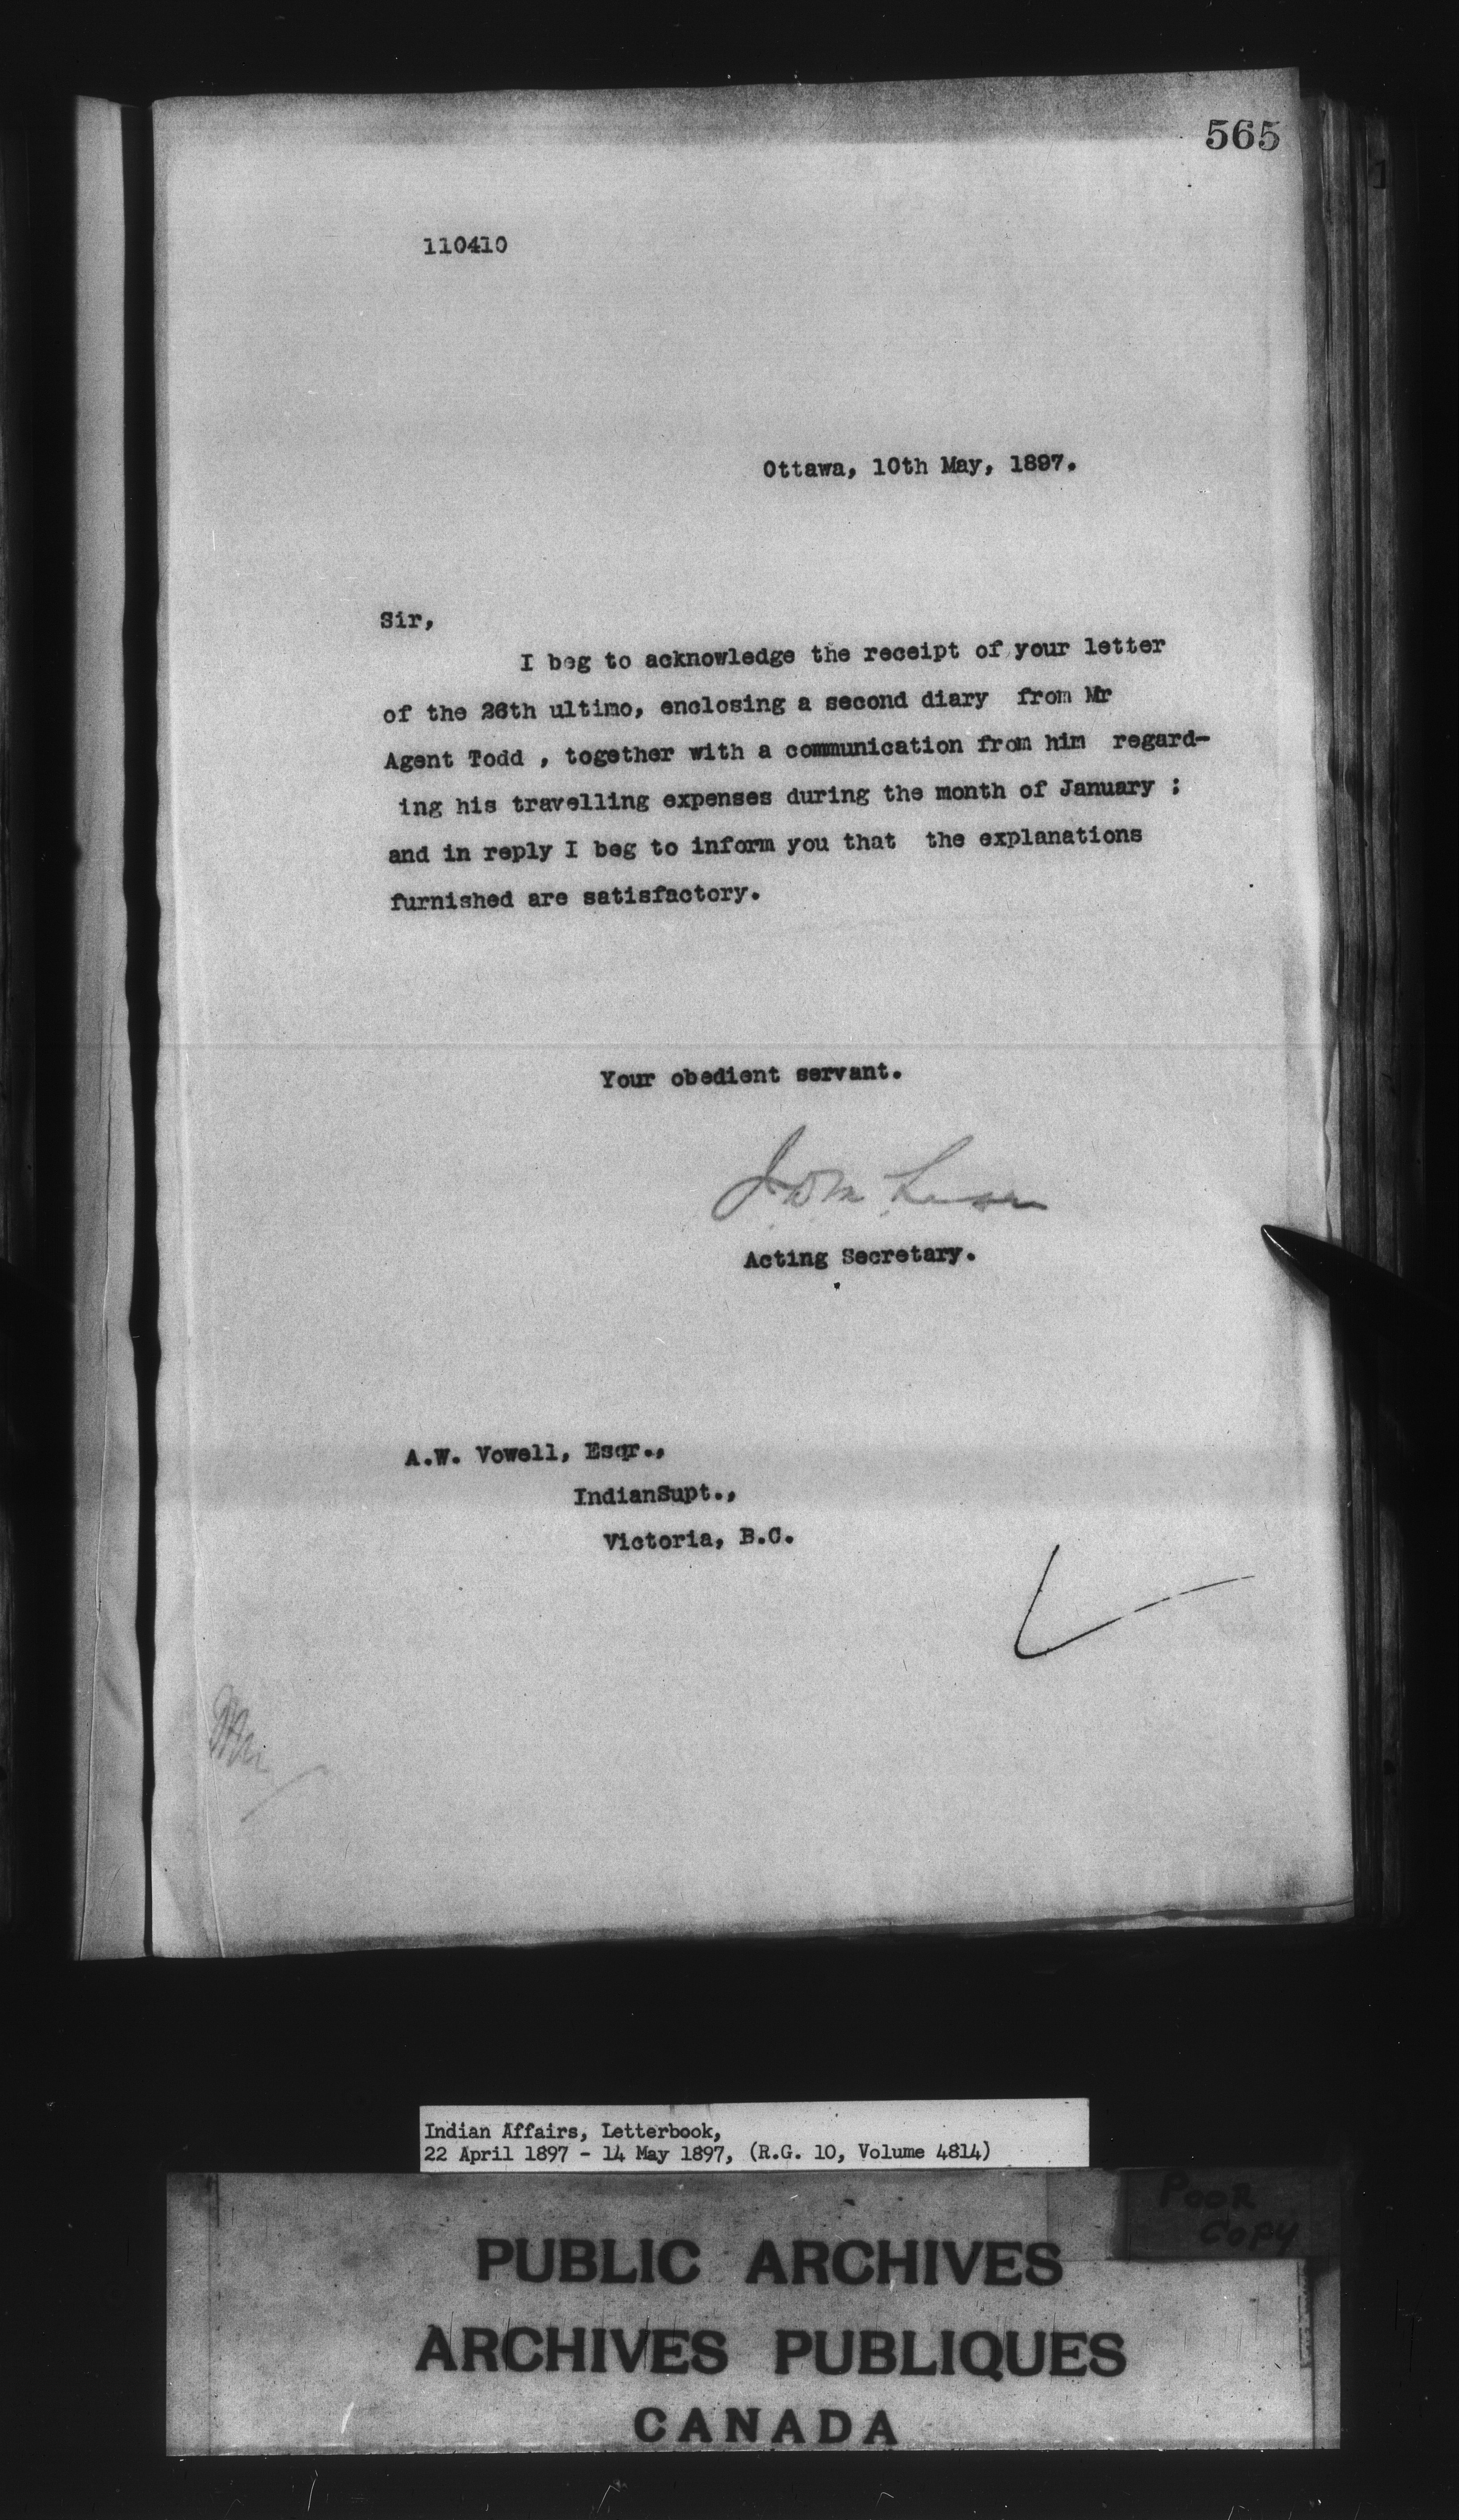 565
110410
Ottawa, 10th May, 1897.
Sir,
I beg to acknowledge the receipt of your letter
of the 26th ultimo, enclosing a second diary from Mr
Agent Todd , together with a communication from him regard-
ing his travelling expenses during the month of January ;
and in reply I beg to inform you that the explanations
furnished are satisfactory.
Your obedient servant.
Acting Secretary.
A.W. Vowell, Esqr.,
IndianSupt.,
Victoria, B.C.
Indian Affairs, Letterbook,
22 April 1897 - 14 May 1897, (R.G. 10, Volume 4814)
POOR
COPY
PUBLIC ARCHIVES
ARCHIVES PUBLIQUES
CANADA